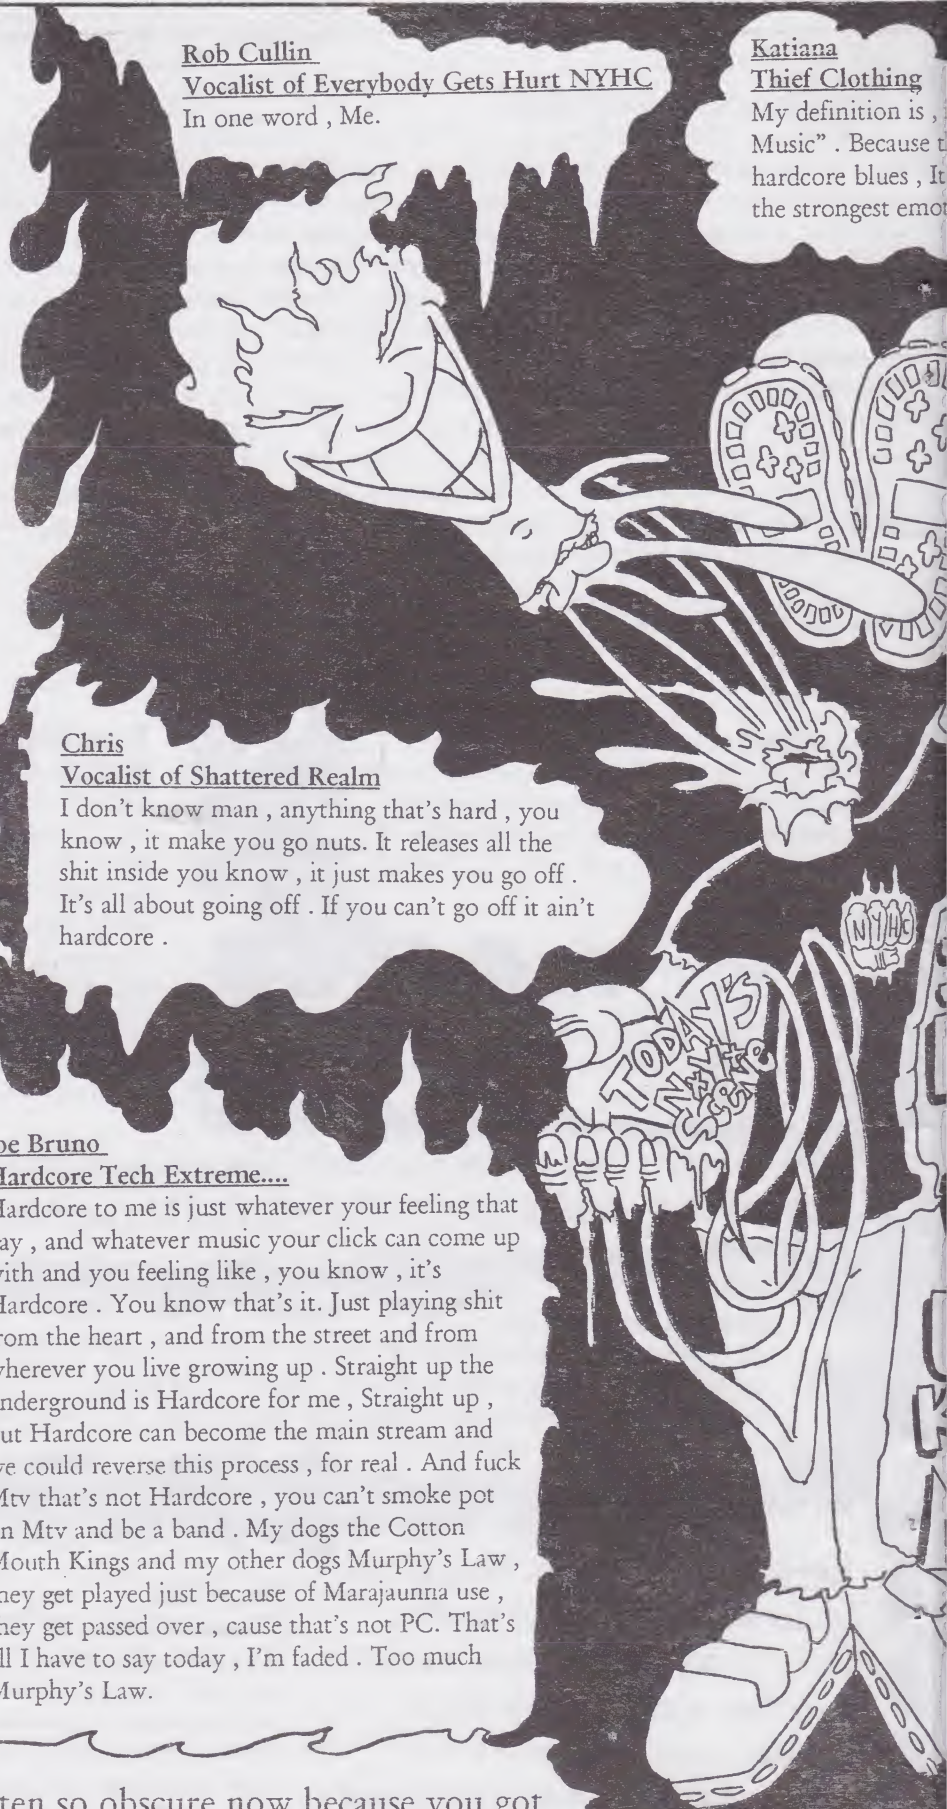 Rob Cullin
Vocalist of Everybody Gets Hurt NYHC
In one word , Me.
Katiana
Thief Clothing
My definition is ,
Music” . Because t
hardcore blues , It
the strongest emot
Chris
Vocalist of Shattered Realm
I don't know man , anything that's hard , you
know , it make you go nuts. It releases all the
shit inside you know , it just makes you go off .
It's all about going off . If you can't go off it ain't
hardcore .
NYHC
TODAY'S
oe Bruno
Hardcore Tech Extreme....
Hardcore to me is just whatever your feeling that
ay , and whatever music your click can come up
with and you feeling like , you know , it's
Hardcore . You know that's it. Just playing shit
rom the heart , and from the street and from
wherever you live growing up . Straight up the
nderground is Hardcore for me , Straight up ,
ut Hardcore can become the main stream and
we could reverse this process , for real . And fuck
Mtv that's not Hardcore , you can't smoke pot
n Mtv and be a band . My dogs the Cotton
Mouth Kings and my other dogs Murphy's Law ,
hey get played just because of Marajaunna use ,
hey get passed over , cause that's not PC. That's
ll I have to say today , I'm faded . Too much
Murphy's Law.
ten so obscure now because you got